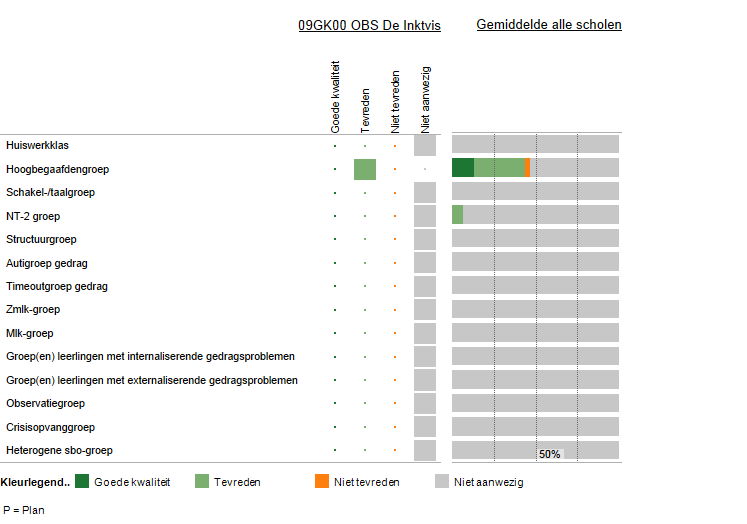 09GK00 OBS De Inktvis
Gemiddelde alle scholen
Goede kwaliteit
Tevreden
Niet tevreden
Niet aanwezig
Huiswerkklas
Hoogbegaafdengroep
Schakel-/taalgroep
NT-2 groep
Structuurgroep
Autigroep gedrag
Timeoutgroep gedrag
Zmlk-groep
Mlk-groep
Groep(en) leerlingen met internaliserende gedragsproblemen
Groep(en) leerlingen met externaliserende gedragsproblemen
Observatiegroep
Crisisopvanggroep
Heterogene sbo-groep
50%
Kleurlegend.. Goede kwaliteit Tevreden Niet tevreden Niet aanwezig
P = Plan